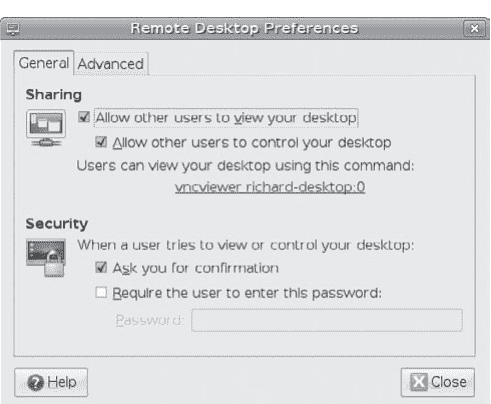 Remote Desktop Preferences
General Advanced
Sharing
Allow other users to view your desktop
Allow other users to control your desktop
Users can view your desktop using this command:
vncviewer richard-desktop:0
Security
When a user tries to view or control your desktop:
Ask you for confirmation
Require the user to enter this password:
Password:
Help Close